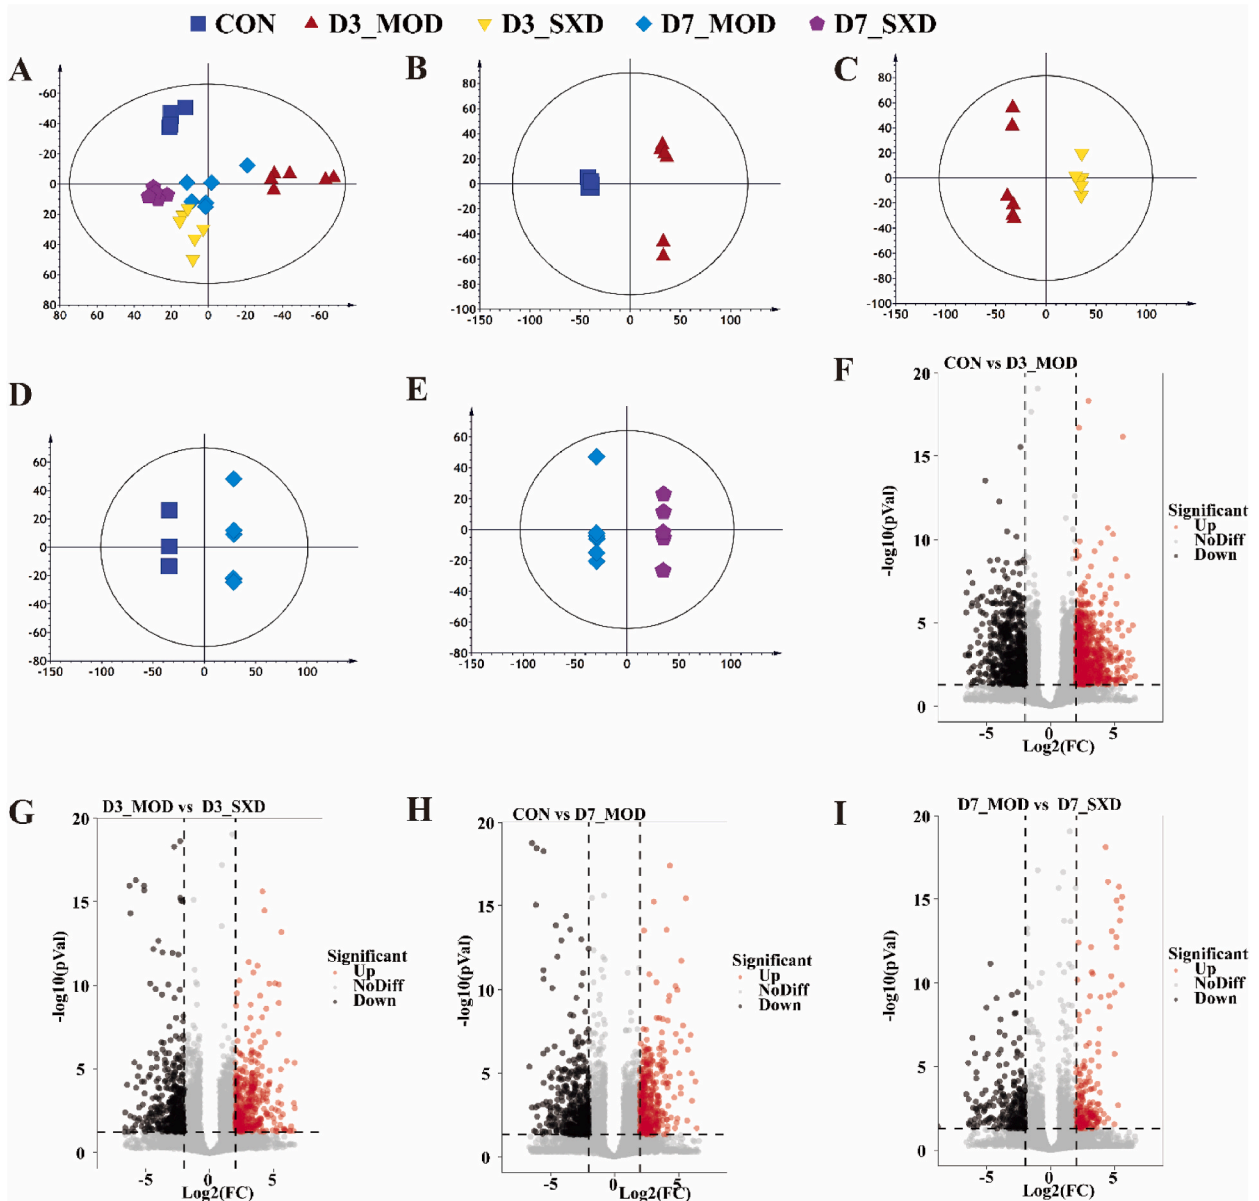 CON D3_MOD D3_SXD D7_MOD D7_SXD
A
-60
-40
-20
0
20
40
60
80
80 60 40 20 0 -20 -40 -60
B
100
80
60
40
20
0
-20
-40
-60
-80
-100
-150 -100 -50 0 50 100
C
100
80
60
40
20
0
-20
-40
-60
-80
-100
-150 -100 -50 0 50 100
D
60
40
20
0
-20
-40
-60
-80
-150 -100 -50 0 50 100
E
60
40
20
0
-20
-40
-60
-80
-150 -100 -50 0 50 100
F
CON vs D3_MOD
20
15
10
5
0
-log10(pVal)
-5 0 5
Log2(FC)
Significant
Up
NoDiff
Down
G
D3_MOD vs D3_SXD
20
15
10
5
0
-log10(pVal)
-5 0 5
Log2(FC)
Significant
Up
NoDiff
Down
H
CON vs D7_MOD
20
15
10
5
0
-log10(pVal)
-5 0 5
Log2(FC)
Significant
Up
NoDiff
Down
I
D7_MOD vs D7_SXD
20
15
10
5
0
-log10(pVal)
-5 0 5
Log2(FC)
Significant
Up
NoDiff
Down